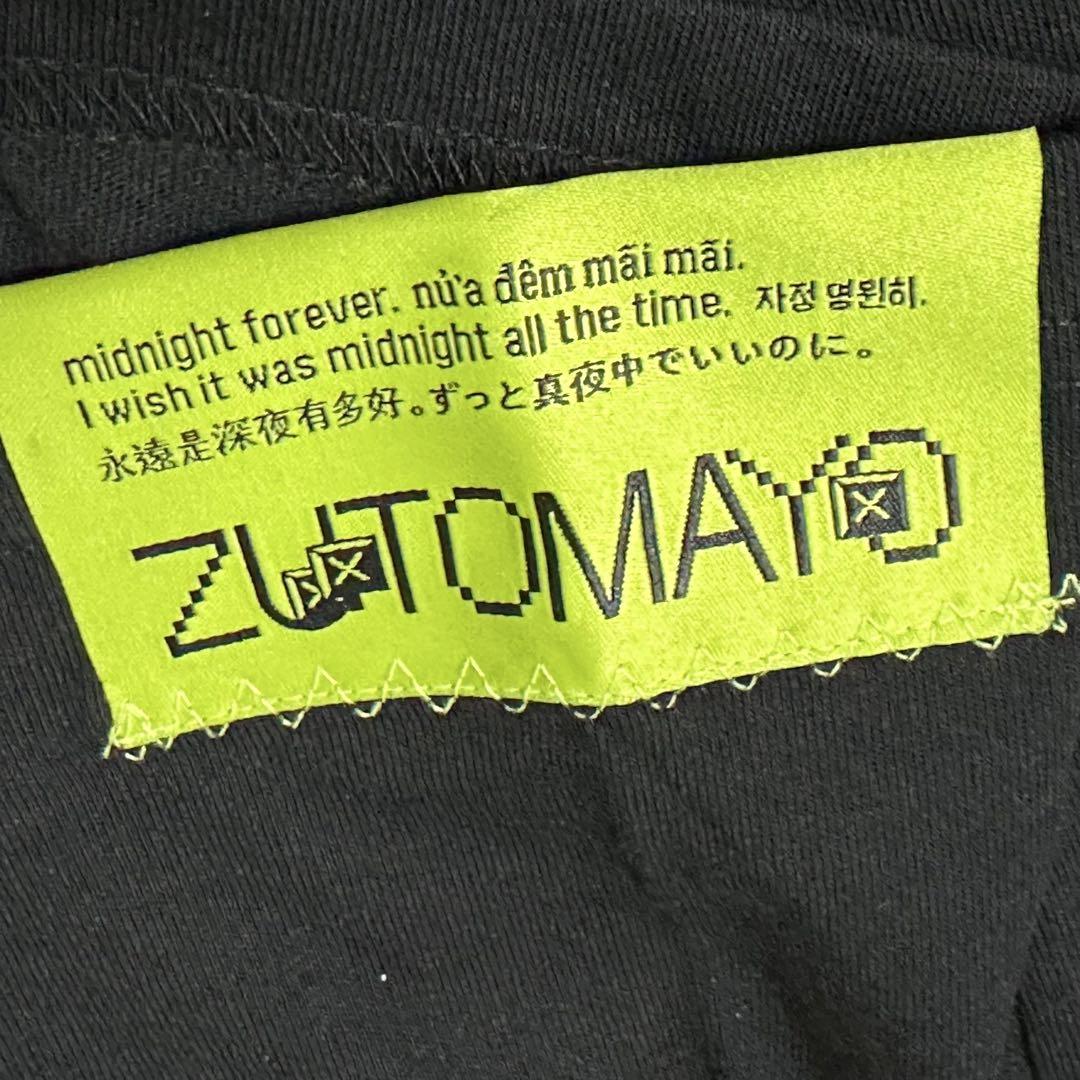 midnight forever. nửa đêm mãi mãi.
I wish it was midnight all the time. 자정 명원히.
永遠是深夜有多好。ずっと真夜中でいいのに。
ZUTOMAYO